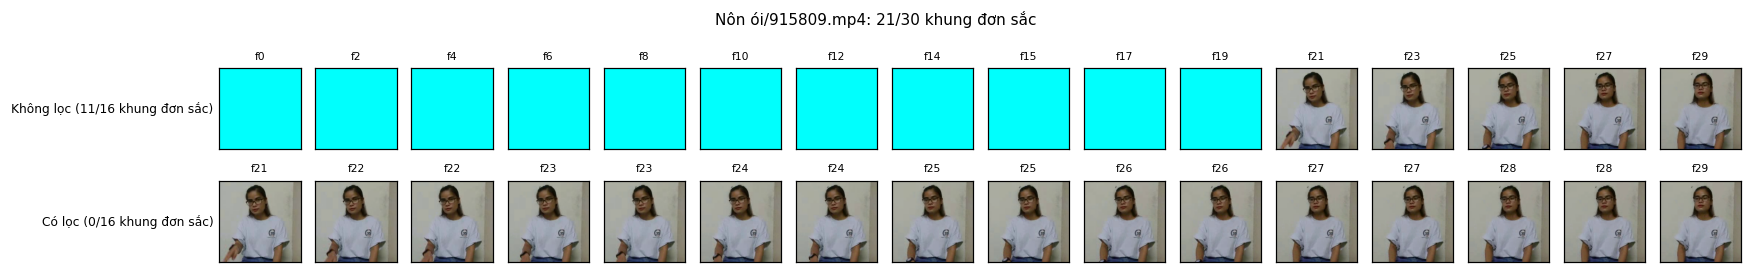 Nôn ói/915809.mp4: 21/30 khung đơn sắc
f0 f2 f4 f6 f8 f10 f12 f14 f15 f17 f19 f21 f23 f25 f27 f29
Không lọc (11/16 khung đơn sắc)
f21 f22 f22 f23 f23 f24 f24 f25 f25 f26 f26 f27 f27 f28 f28 f29
Có lọc (0/16 khung đơn sắc)